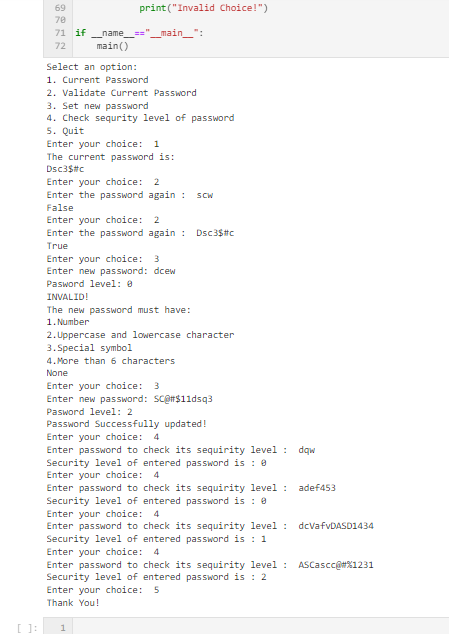 69 print("Invalid Choice!")
70
71 if __name__=="__main__":
72 main()
Select an option:
1. Current Password
2. Validate Current Password
3. Set new password
4. Check sequrity level of password
5. Quit
Enter your choice: 1
The current password is:
Dsc3$#c
Enter your choice: 2
Enter the password again : scw
False
Enter your choice: 2
Enter the password again : Dsc3$#c
True
Enter your choice: 3
Enter new password: dcew
Pasword level: 0
INVALID!
The new password must have:
1.Number
2.Uppercase and lowercase character
3.Special symbol
4.More than 6 characters
None
Enter your choice: 3
Enter new password: SC@#$11dsq3
Pasword level: 2
Password Successfully updated!
Enter your choice: 4
Enter password to check its sequirity level : dqw
Security level of entered password is : 0
Enter your choice: 4
Enter password to check its sequirity level : adef453
Security level of entered password is : 0
Enter your choice: 4
Enter password to check its sequirity level : dcVafvDASD1434
Security level of entered password is : 1
Enter your choice: 4
Enter password to check its sequirity level : ASCascc@#%1231
Security level of entered password is : 2
Enter your choice: 5
Thank You!
[ ]: 1